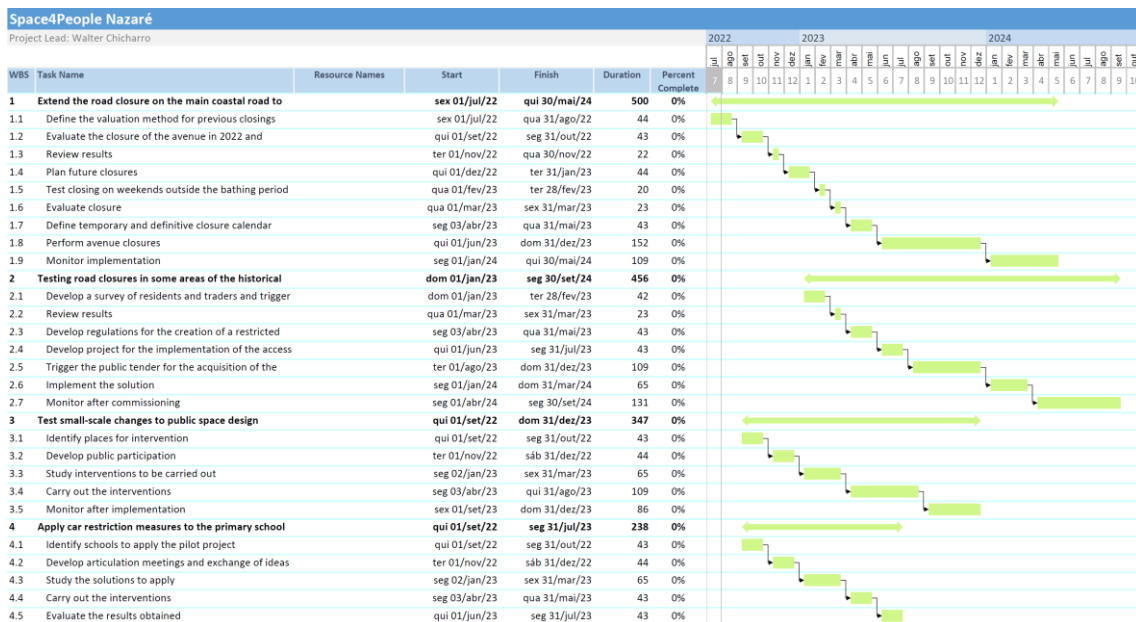 Space4People Nazaré
Project Lead: Walter Chicharro
2022 2023 2024
jul ago set out nov dez jan fev mar abr mai jun jul ago set out nov dez jan fev mar abr mai jun jul ago set out
7 8 9 10 11 12 1 2 3 4 5 6 7 8 9 10 11 12 1 2 3 4 5 6 7 8 9 10
WBS Task Name Resource Names Start Finish Duration Percent Complete
1 Extend the road closure on the main coastal road to sex 01/jul/22 qui 30/mai/24 500 0%
1.1 Define the valuation method for previous closings sex 01/jul/22 qua 31/ago/22 44 0%
1.2 Evaluate the closure of the avenue in 2022 and qui 01/set/22 seg 31/out/22 43 0%
1.3 Review results ter 01/nov/22 qua 30/nov/22 22 0%
1.4 Plan future closures qui 01/dez/22 ter 31/jan/23 44 0%
1.5 Test closing on weekends outside the bathing period qua 01/fev/23 ter 28/fev/23 20 0%
1.6 Evaluate closure qua 01/mar/23 sex 31/mar/23 23 0%
1.7 Define temporary and definitive closure calendar seg 03/abr/23 qua 31/mai/23 43 0%
1.8 Perform avenue closures qui 01/jun/23 dom 31/dez/23 152 0%
1.9 Monitor implementation seg 01/jan/24 qui 30/mai/24 109 0%
2 Testing road closures in some areas of the historical dom 01/jan/23 seg 30/set/24 456 0%
2.1 Develop a survey of residents and traders and trigger dom 01/jan/23 ter 28/fev/23 42 0%
2.2 Review results qua 01/mar/23 sex 31/mar/23 23 0%
2.3 Develop regulations for the creation of a restricted seg 03/abr/23 qua 31/mai/23 43 0%
2.4 Develop project for the implementation of the access qui 01/jun/23 seg 31/jul/23 43 0%
2.5 Trigger the public tender for the acquisition of the ter 01/ago/23 dom 31/dez/23 109 0%
2.6 Implement the solution seg 01/jan/24 dom 31/mar/24 65 0%
2.7 Monitor after commissioning seg 01/abr/24 seg 30/set/24 131 0%
3 Test small-scale changes to public space design qui 01/set/22 dom 31/dez/23 347 0%
3.1 Identify places for intervention qui 01/set/22 seg 31/out/22 43 0%
3.2 Develop public participation ter 01/nov/22 sáb 31/dez/22 44 0%
3.3 Study interventions to be carried out seg 02/jan/23 sex 31/mar/23 65 0%
3.4 Carry out the interventions seg 03/abr/23 qui 31/ago/23 109 0%
3.5 Monitor after implementation sex 01/set/23 dom 31/dez/23 86 0%
4 Apply car restriction measures to the primary school qui 01/set/22 seg 31/jul/23 238 0%
4.1 Identify schools to apply the pilot project qui 01/set/22 seg 31/out/22 43 0%
4.2 Develop articulation meetings and exchange of ideas ter 01/nov/22 sáb 31/dez/22 44 0%
4.3 Study the solutions to apply seg 02/jan/23 sex 31/mar/23 65 0%
4.4 Carry out the interventions seg 03/abr/23 qua 31/mai/23 43 0%
4.5 Evaluate the results obtained qui 01/jun/23 seg 31/jul/23 43 0%